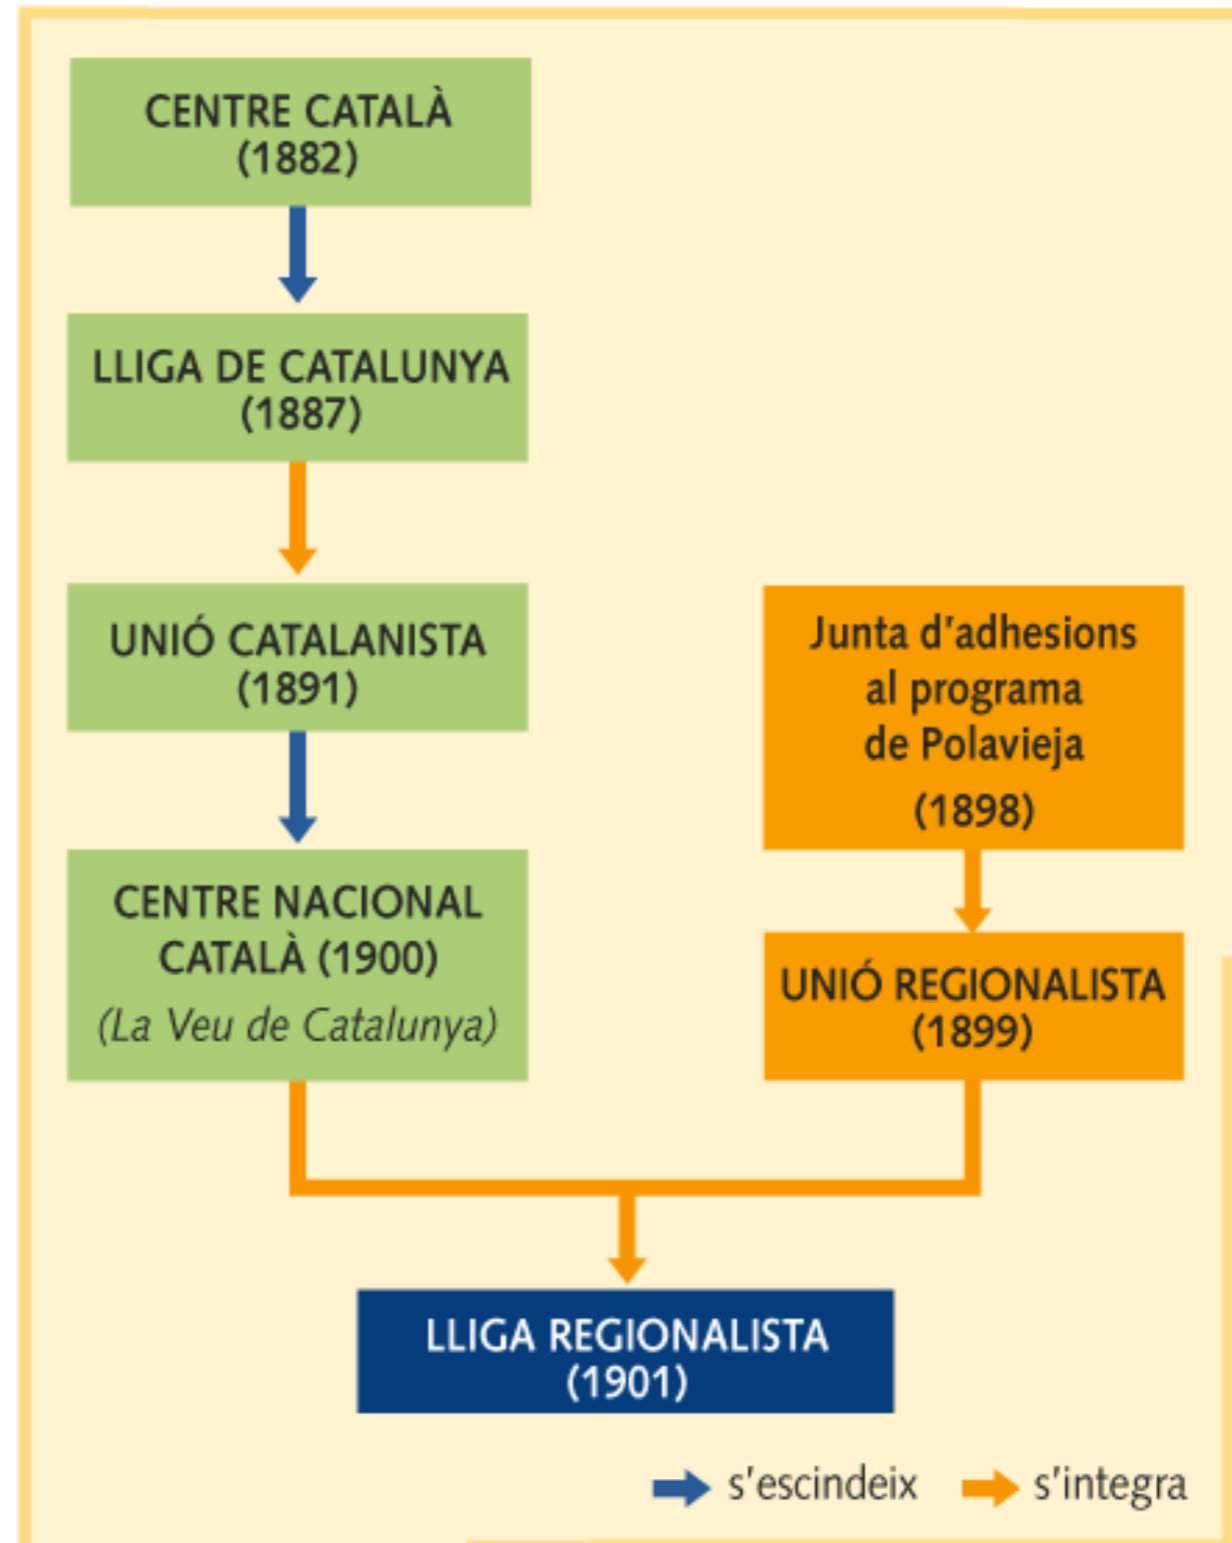 CENTRE CATALÀ
(1882)
LLIGA DE CATALUNYA
(1887)
UNIÓ CATALANISTA
(1891)
CENTRE NACIONAL
CATALÀ (1900)
(La Veu de Catalunya)
Junta d'adhesions
al programa
de Polavieja
(1898)
UNIÓ REGIONALISTA
(1899)
LLIGA REGIONALISTA
(1901)
s'escindeix
s'integra